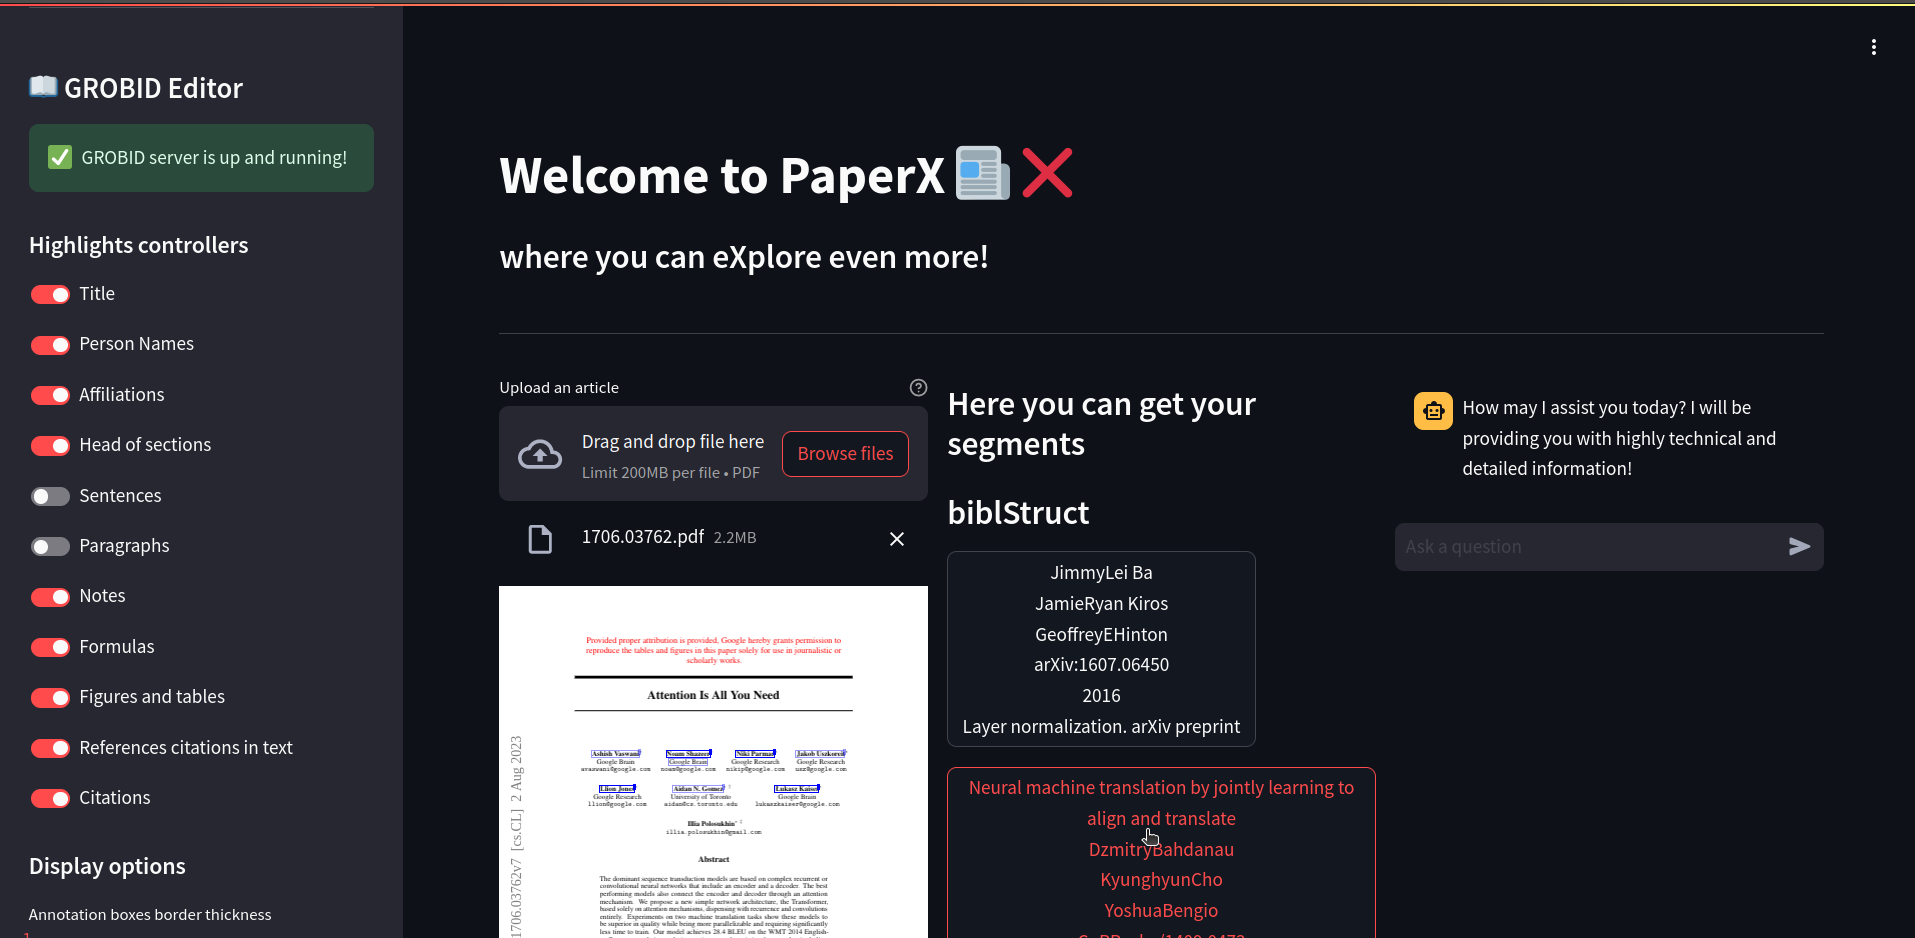 GROBID Editor
GROBID server is up and running!
Highlights controllers
Title
Person Names
Affiliations
Head of sections
Sentences
Paragraphs
Notes
Formulas
Figures and tables
References citations in text
Citations
Display options
Annotation boxes border thickness
1
Welcome to PaperX
where you can eXplore even more!
Upload an article
Drag and drop file here
Limit 200MB per file • PDF
Browse files
1706.03762.pdf 2.2MB
Provided proper attribution is provided, Google hereby grants permission to
reproduce the tables and figures in this paper solely for use in journalistic or
scholarly works.
Attention Is All You Need
Ashish Vaswani Noam Shazeer Niki Parmar Jakob Uszkoreit
Google Brain Google Brain Google Research Google Research
avaswani@google.com noam@google.com nikip@google.com usz@google.com
Llion Jones Aidan N. Gomez Lukasz Kaiser
Google Research University of Toronto Google Brain
llion@google.com aidan@cs.toronto.edu lukaszkaiser@google.com
Illia Polosukhin
illia.polosukhin@gmail.com
Abstract
The dominant sequence transduction models are based on complex recurrent or
convolutional neural networks that include an encoder and a decoder. The best
performing models also connect the encoder and decoder through an attention
mechanism. We propose a new simple network architecture, the Transformer,
based solely on attention mechanisms, dispensing with recurrence and convolutions
entirely. Experiments on two machine translation tasks show these models to
be superior in quality while being more parallelizable and requiring significantly
less time to train. Our model achieves 28.4 BLEU on the WMT 2014 English-
1706.03762v7 [cs.CL] 2 Aug 2023
Here you can get your
segments
biblStruct
JimmyLei Ba
JamieRyan Kiros
GeoffreyEHinton
arXiv:1607.06450
2016
Layer normalization. arXiv preprint
Neural machine translation by jointly learning to
align and translate
DzmitryBahdanau
KyunghyunCho
YoshuaBengio
How may I assist you today? I will be
providing you with highly technical and
detailed information!
Ask a question